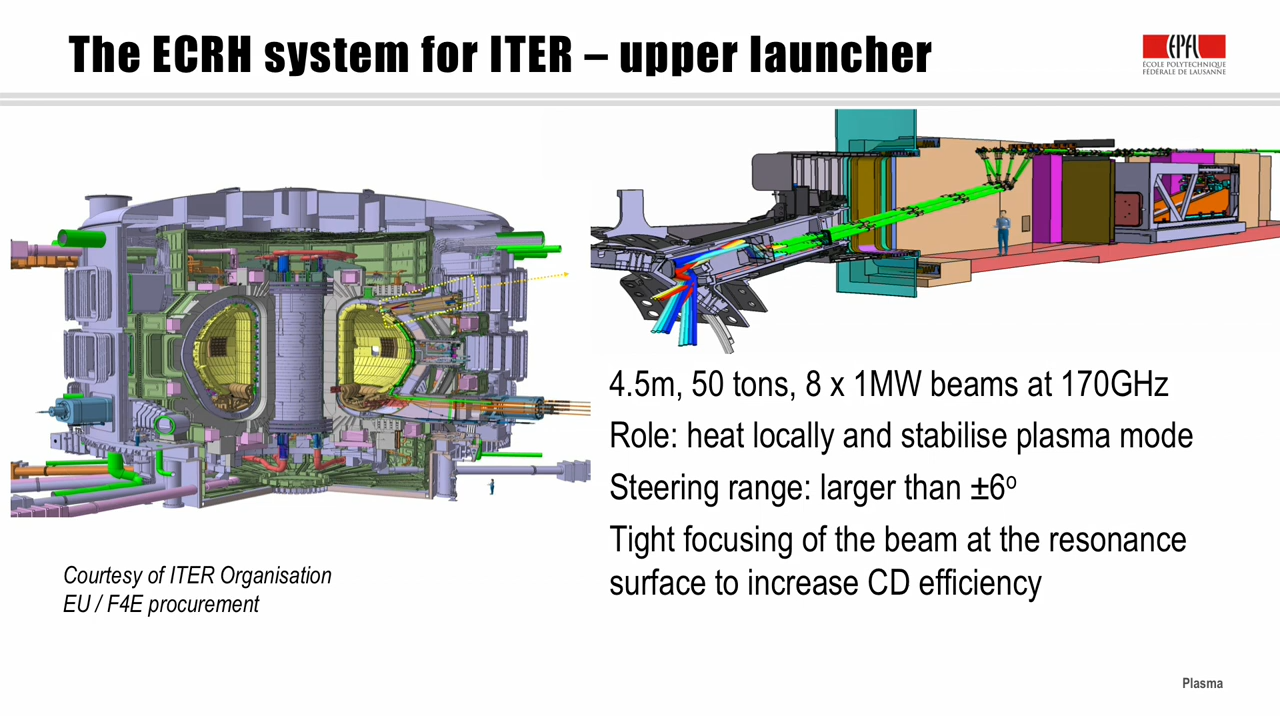 The ECRH system for ITER – upper launcher
EPFL
ÉCOLE POLYTECHNIQUE
FÉDÉRALE DE LAUSANNE
4.5m, 50 tons, 8 x 1MW beams at 170GHz
Role: heat locally and stabilise plasma mode
Steering range: larger than ±6º
Tight focusing of the beam at the resonance
surface to increase CD efficiency
Courtesy of ITER Organisation
EU / F4E procurement
Plasma